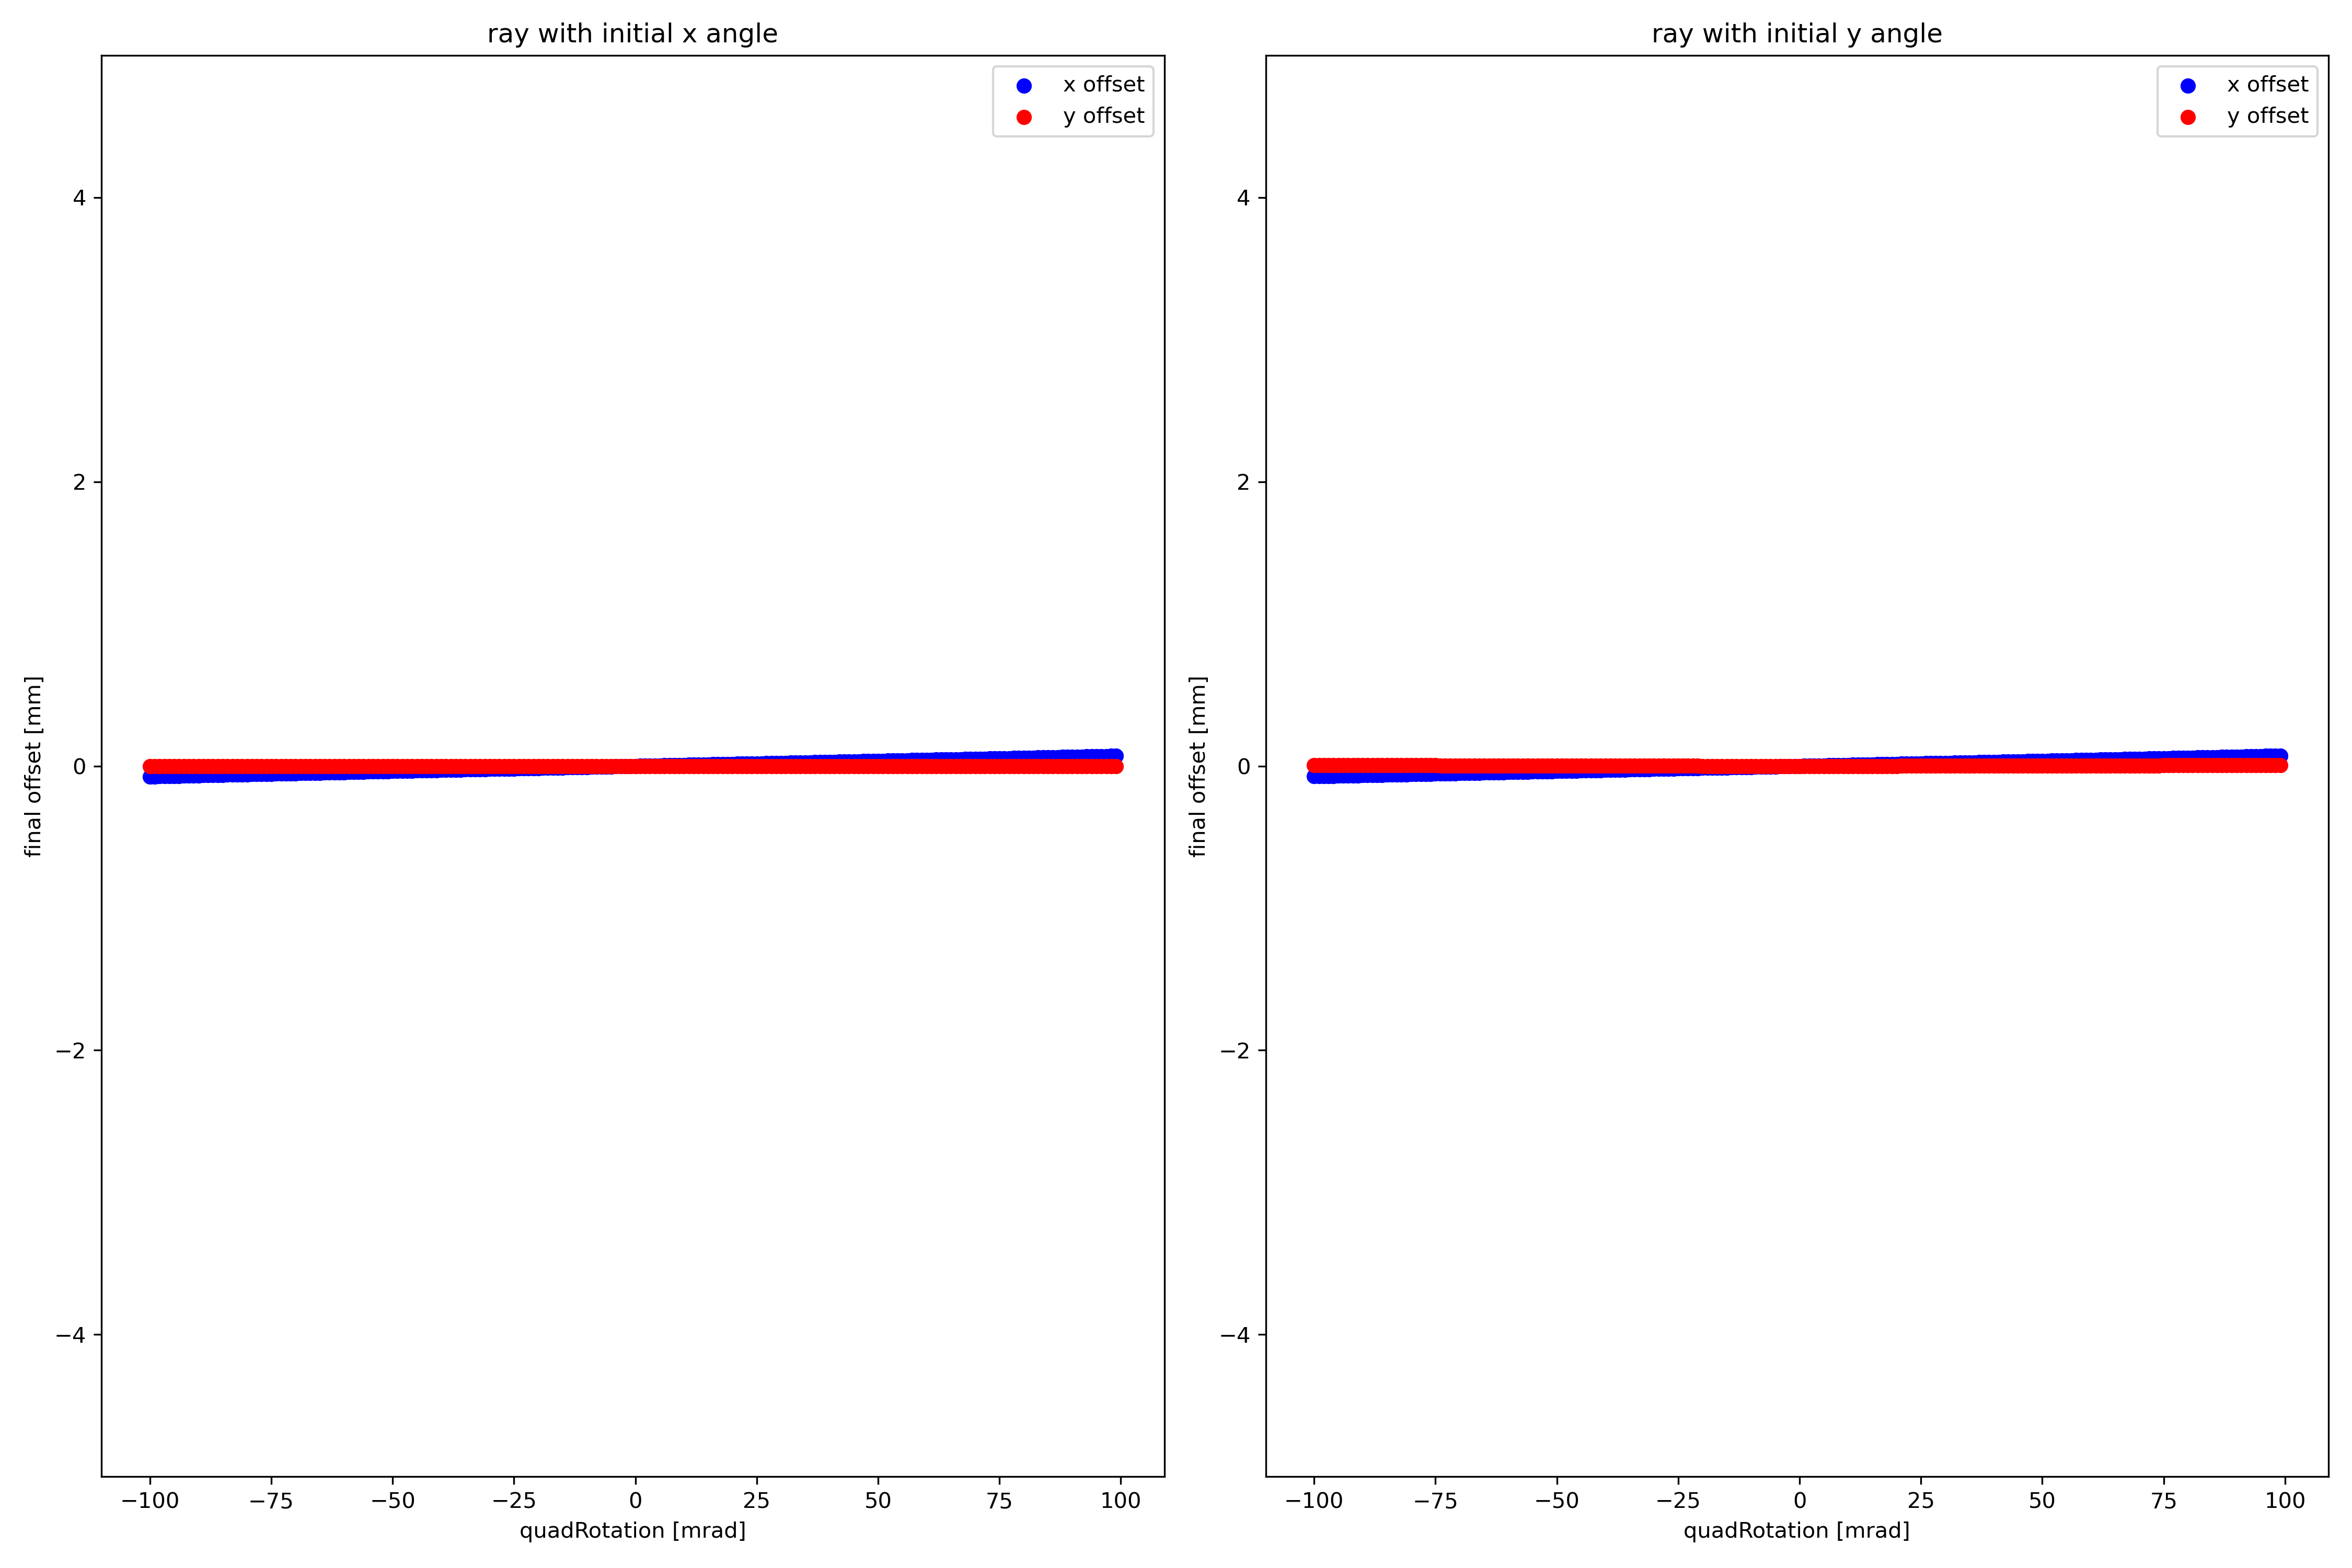 ray with initial x angle
x offset
y offset
4
2
0
−2
−4
final offset [mm]
−100 −75 −50 −25 0 25 50 75 100
quadRotation [mrad]
ray with initial y angle
x offset
y offset
4
2
0
−2
−4
final offset [mm]
−100 −75 −50 −25 0 25 50 75 100
quadRotation [mrad]